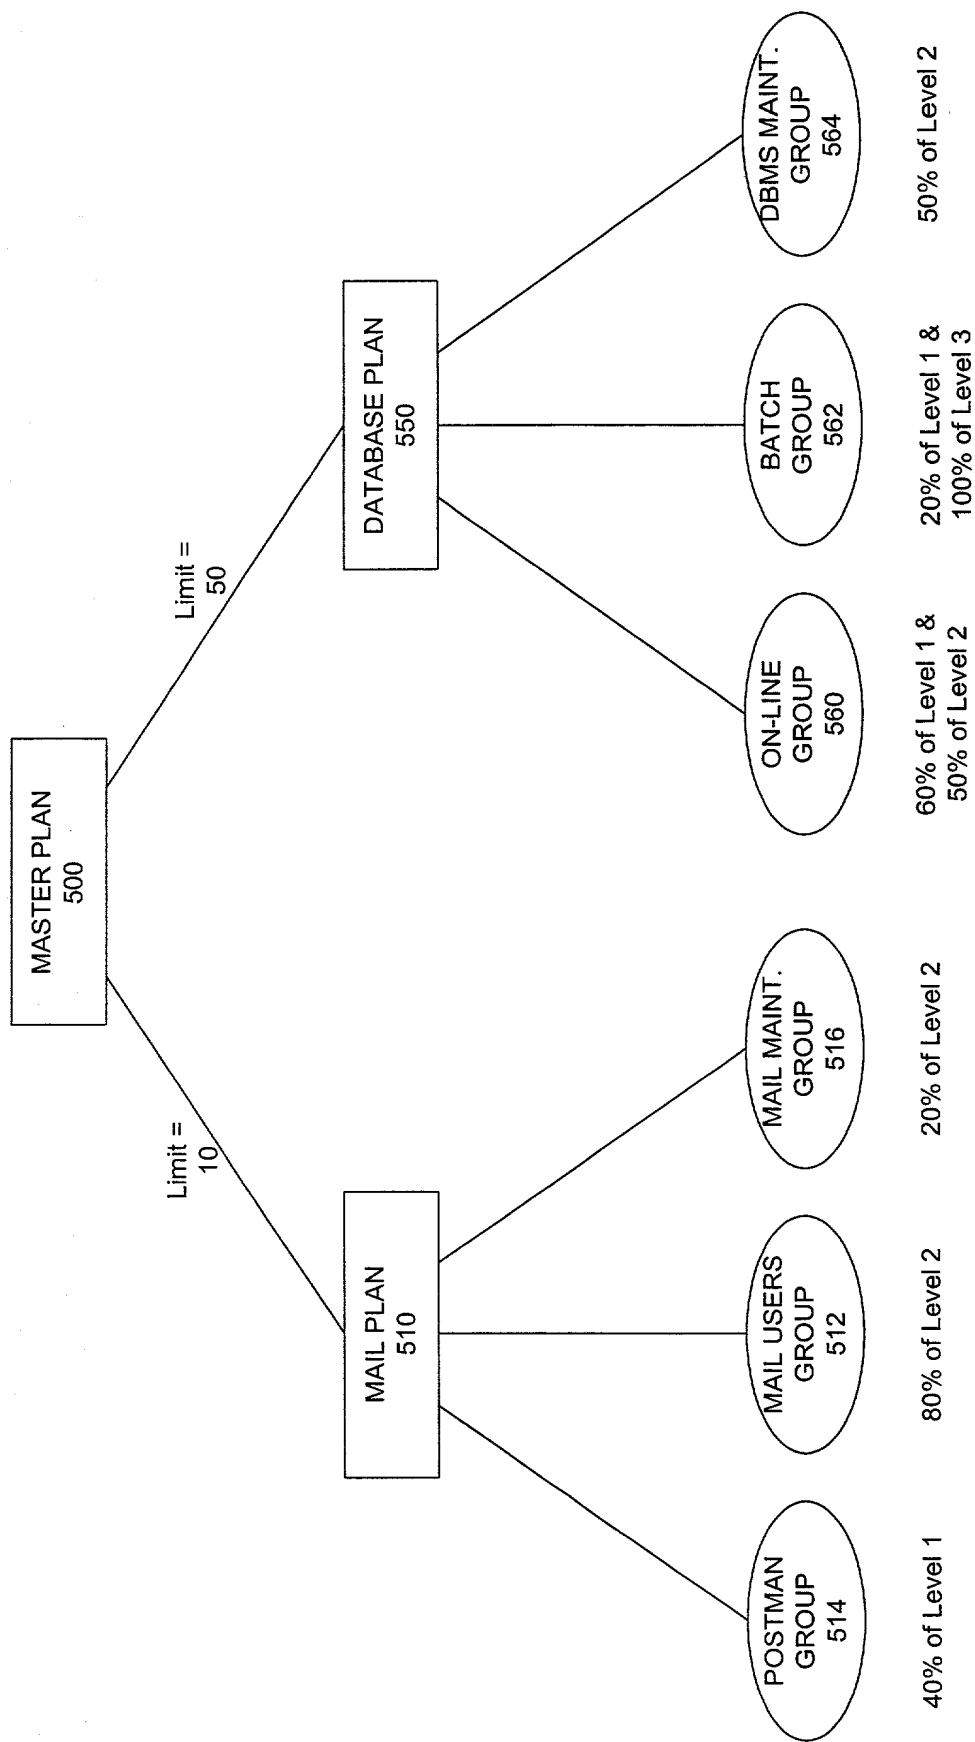 MASTER PLAN
500
Limit =
10
Limit =
50
MAIL PLAN
510
DATABASE PLAN
550
POSTMAN
GROUP
514
MAIL USERS
GROUP
512
MAIL MAINT.
GROUP
516
ON-LINE
GROUP
560
BATCH
GROUP
562
DBMS MAINT.
GROUP
564
40% of Level 1
80% of Level 2
20% of Level 2
60% of Level 1 &
50% of Level 2
20% of Level 1 &
100% of Level 3
50% of Level 2